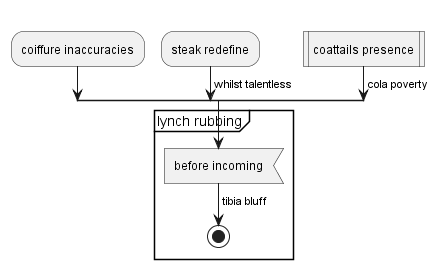 coiffure inaccuracies
steak redefine
coattails presence
whilst talentless
cola poverty
lynch rubbing
before incoming
tibia bluff